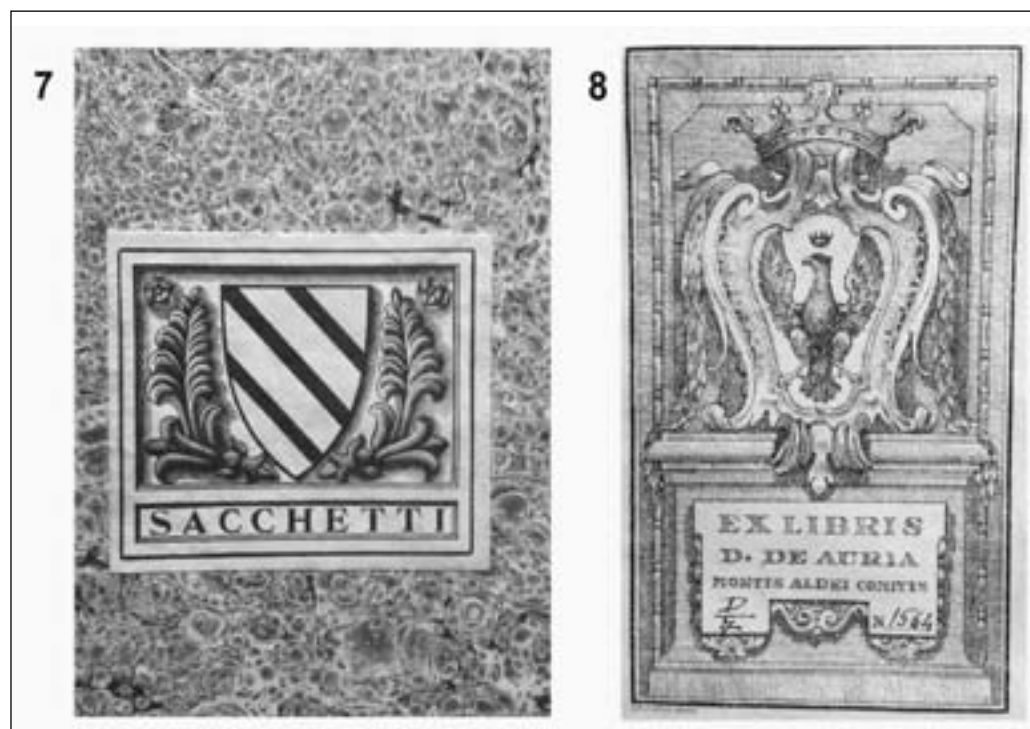 7
SACCHETTI
8
EX LIBRIS
D. DE AURIA
MONTIS ALDEI COMITIS
D
N 1564